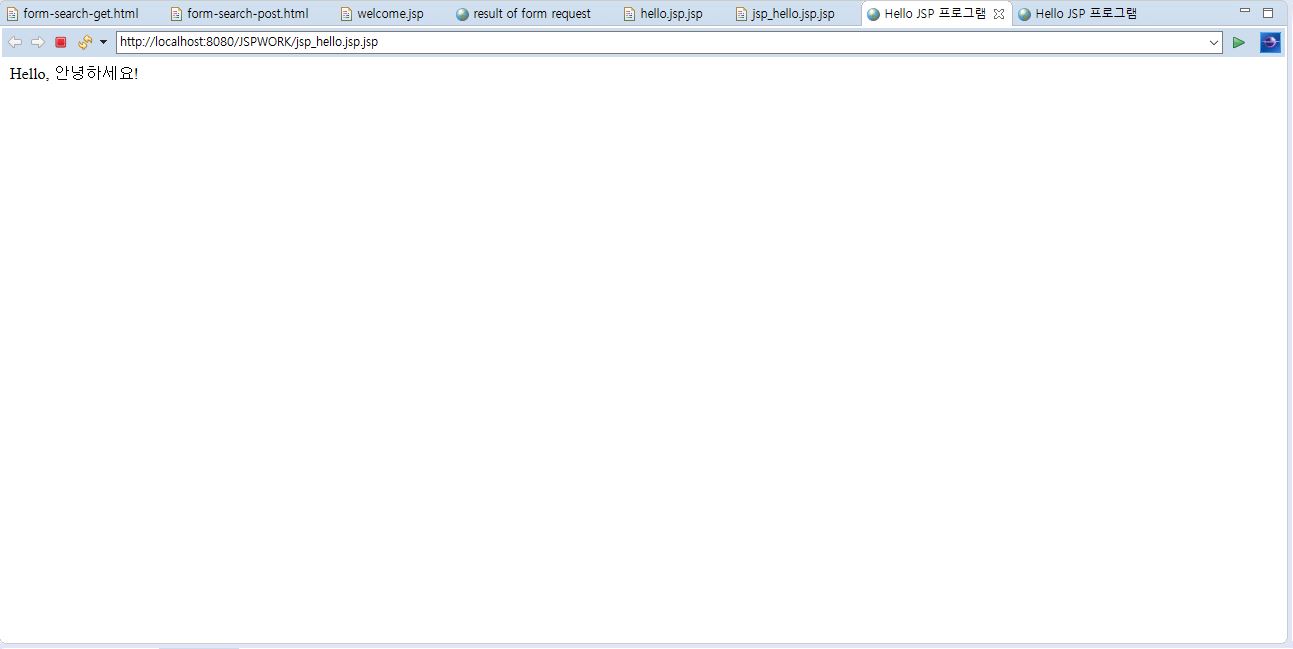 form-search-get.html form-search-post.html welcome.jsp result of form request hello.jsp.jsp jsp_hello.jsp.jsp Hello JSP 프로그램 Hello JSP 프로그램
http://localhost:8080/JSPWORK/jsp_hello.jsp.jsp
Hello, 안녕하세요!